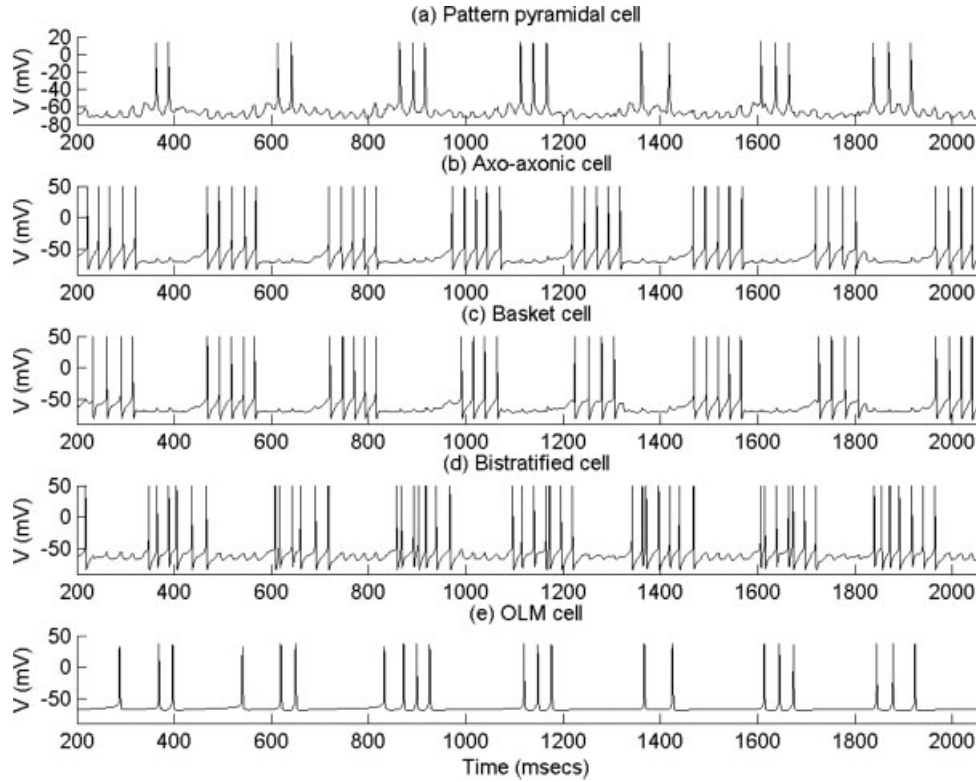 (a) Pattern pyramidal cell
V (mV)
20
0
-20
-40
-60
-80
200 400 600 800 1000 1200 1400 1600 1800 2000
(b) Axo-axonic cell
V (mV)
50
0
-50
200 400 600 800 1000 1200 1400 1600 1800 2000
(c) Basket cell
V (mV)
50
0
-50
200 400 600 800 1000 1200 1400 1600 1800 2000
(d) Bistratified cell
V (mV)
50
0
-50
200 400 600 800 1000 1200 1400 1600 1800 2000
(e) OLM cell
V (mV)
50
0
-50
200 400 600 800 1000 1200 1400 1600 1800 2000
Time (msecs)